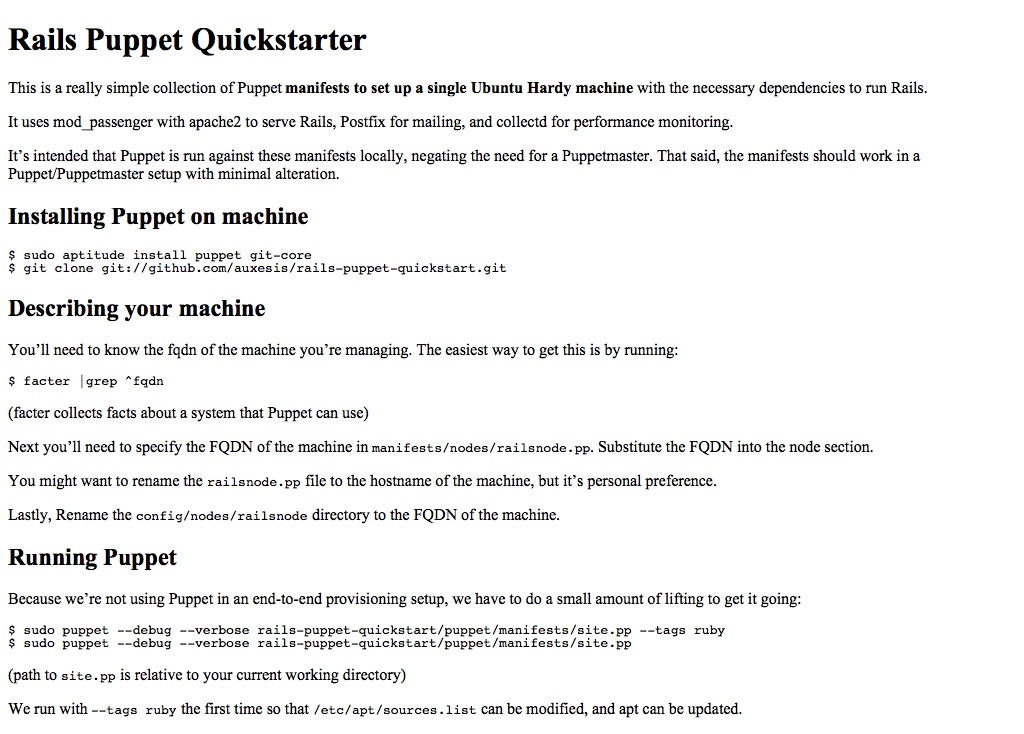 Rails Puppet Quickstarter
This is a really simple collection of Puppet manifests to set up a single Ubuntu Hardy machine with the necessary dependencies to run Rails.
It uses mod_passenger with apache2 to serve Rails, Postfix for mailing, and collectd for performance monitoring.
It’s intended that Puppet is run against these manifests locally, negating the need for a Puppetmaster. That said, the manifests should work in a
Puppet/Puppetmaster setup with minimal alteration.
Installing Puppet on machine
$ sudo aptitude install puppet git-core
$ git clone git://github.com/auxesis/rails-puppet-quickstart.git
Describing your machine
You’ll need to know the fqdn of the machine you’re managing. The easiest way to get this is by running:
$ facter |grep ^fqdn
(facter collects facts about a system that Puppet can use)
Next you’ll need to specify the FQDN of the machine in manifests/nodes/railsnode.pp. Substitute the FQDN into the node section.
You might want to rename the railsnode.pp file to the hostname of the machine, but it’s personal preference.
Lastly, Rename the config/nodes/railsnode directory to the FQDN of the machine.
Running Puppet
Because we’re not using Puppet in an end-to-end provisioning setup, we have to do a small amount of lifting to get it going:
$ sudo puppet --debug --verbose rails-puppet-quickstart/puppet/manifests/site.pp --tags ruby
$ sudo puppet --debug --verbose rails-puppet-quickstart/puppet/manifests/site.pp
(path to site.pp is relative to your current working directory)
We run with --tags ruby the first time so that /etc/apt/sources.list can be modified, and apt can be updated.